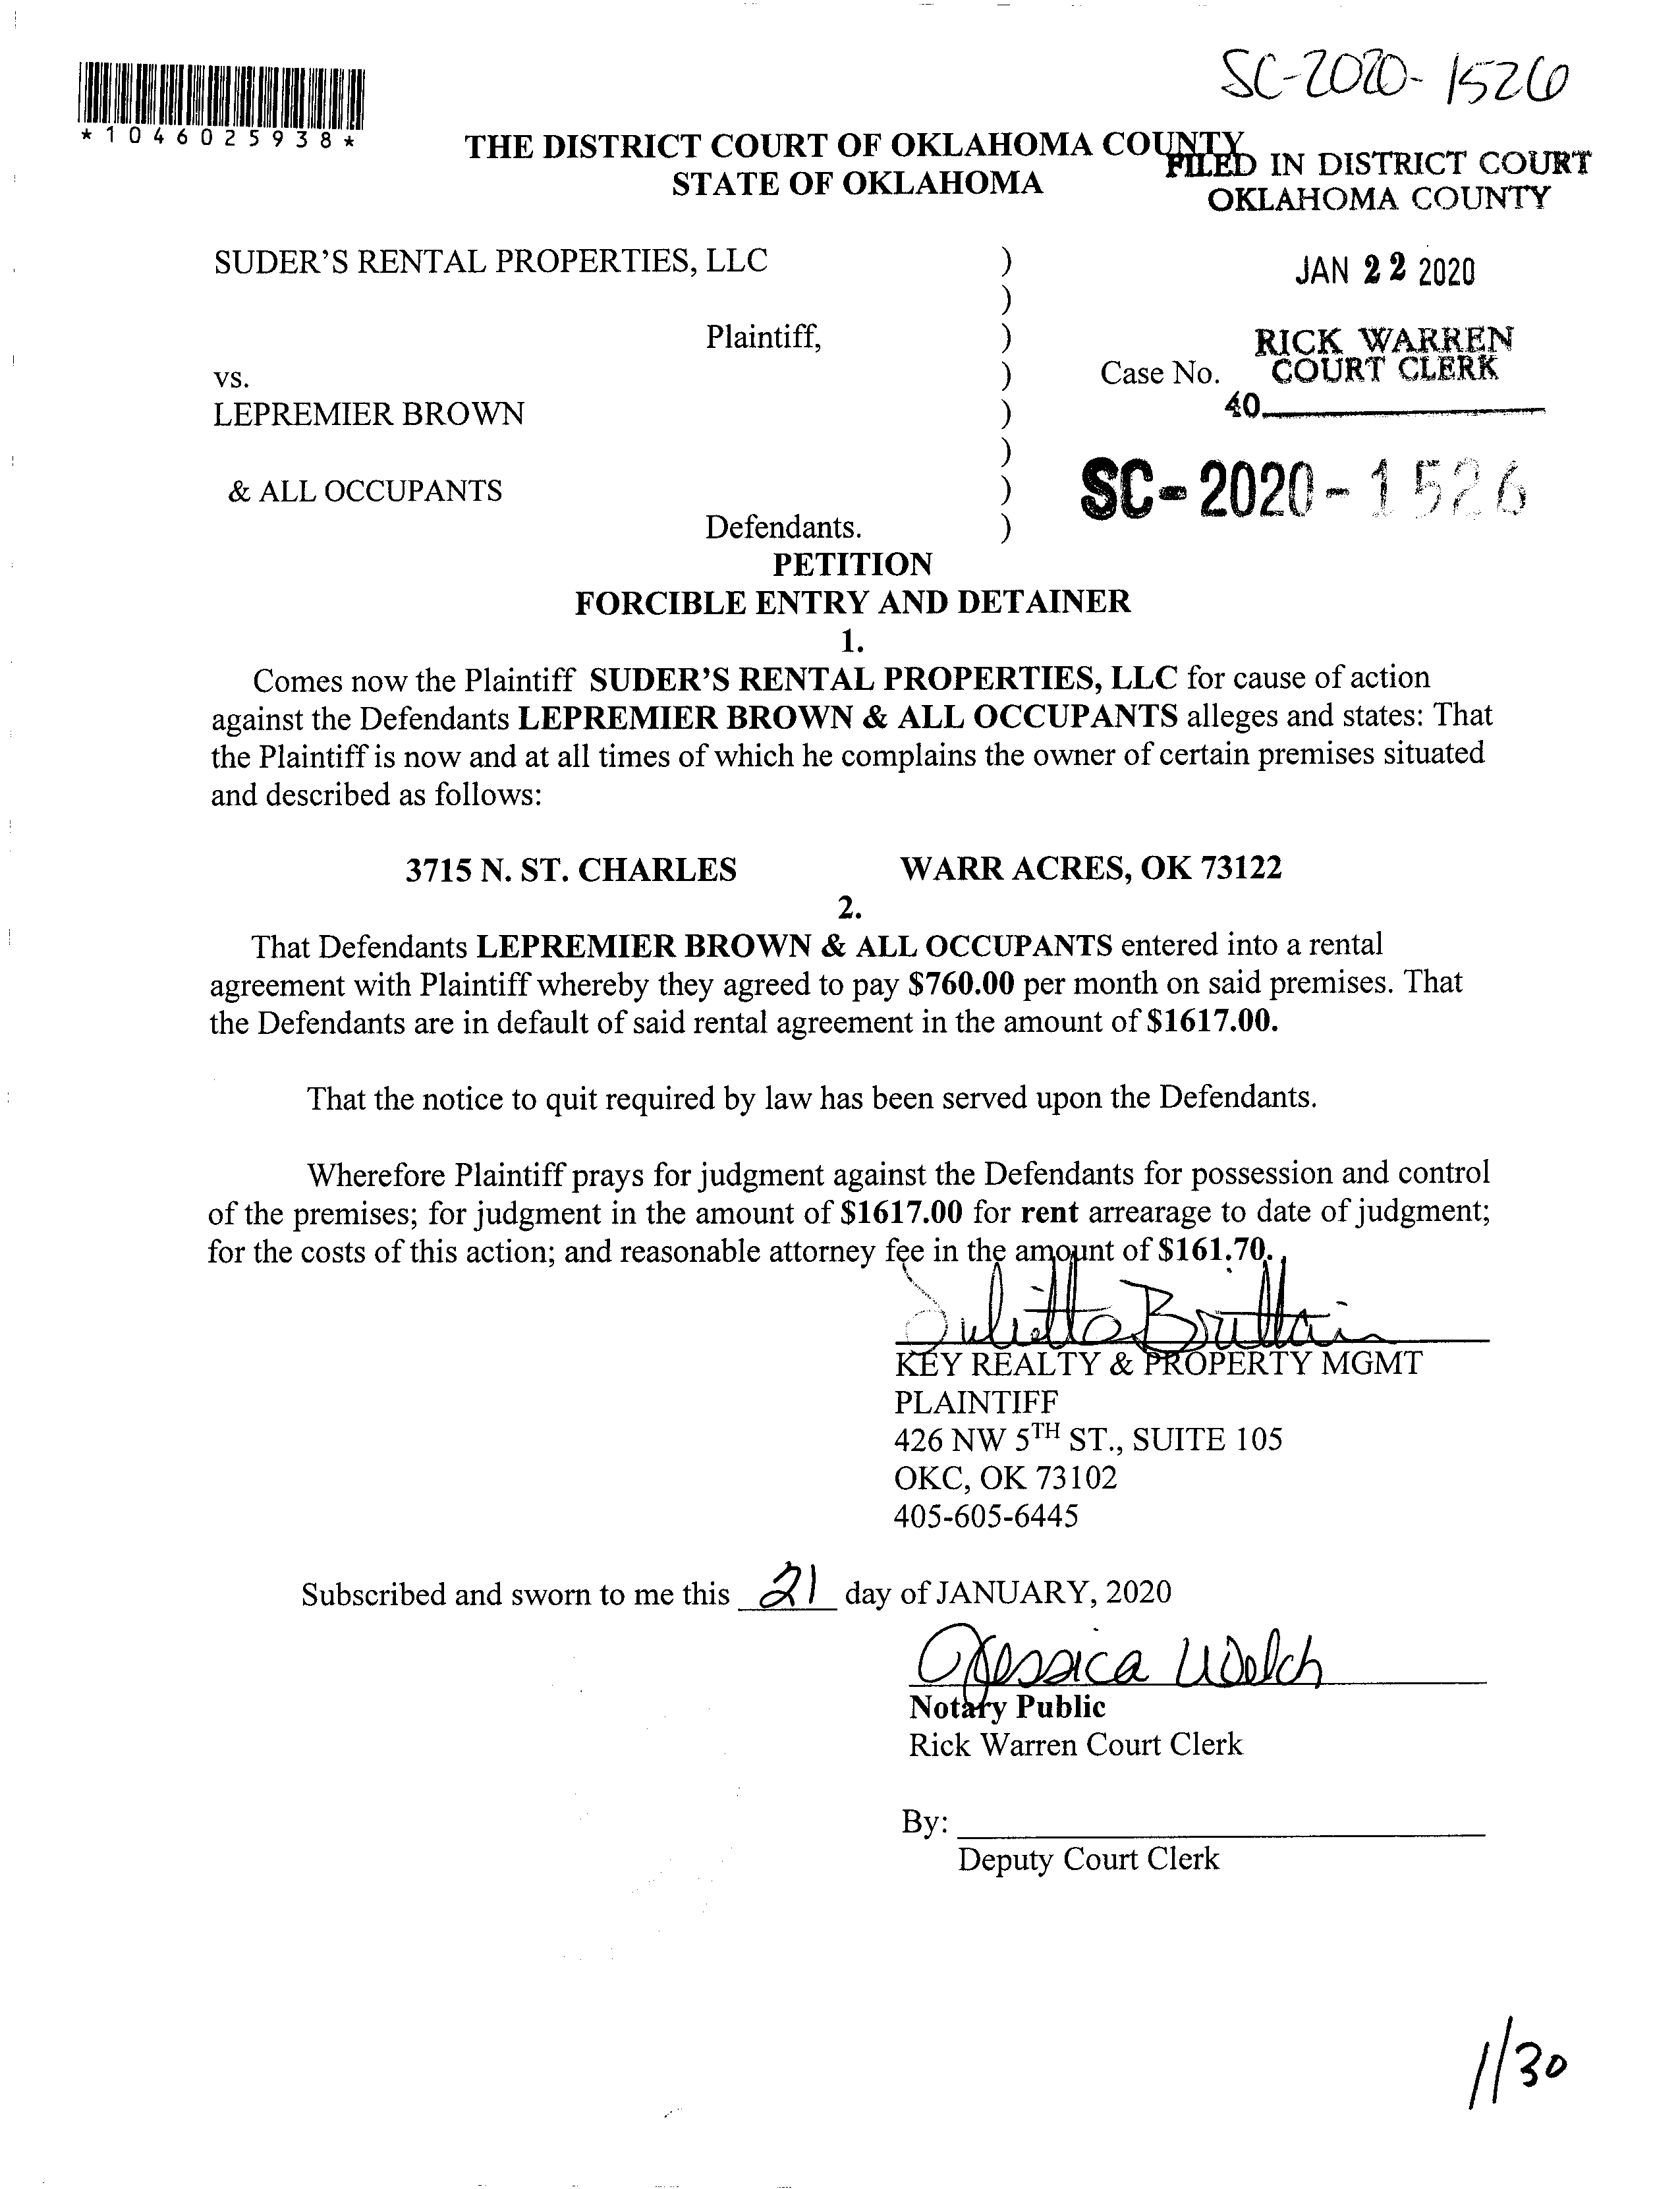 SC-2020-1526
*1046025938*
THE DISTRICT COURT OF OKLAHOMA COUNTY
STATE OF OKLAHOMA
FILED IN DISTRICT COURT
OKLAHOMA COUNTY
SUDER'S RENTAL PROPERTIES, LLC )
)
JAN 22 2020
Plaintiff, )
RICK WARREN
COURT CLERK
vs. ) Case No.
40
LEPREMIER BROWN )
)
& ALL OCCUPANTS )
SC-2020-1526
Defendants. )
PETITION
FORCIBLE ENTRY AND DETAINER
1.
Comes now the Plaintiff SUDER'S RENTAL PROPERTIES, LLC for cause of action
against the Defendants LEPREMIER BROWN & ALL OCCUPANTS alleges and states: That
the Plaintiff is now and at all times of which he complains the owner of certain premises situated
and described as follows:
3715 N. ST. CHARLES WARR ACRES, OK 73122
2.
That Defendants LEPREMIER BROWN & ALL OCCUPANTS entered into a rental
agreement with Plaintiff whereby they agreed to pay $760.00 per month on said premises. That
the Defendants are in default of said rental agreement in the amount of $1617.00.
That the notice to quit required by law has been served upon the Defendants.
Wherefore Plaintiff prays for judgment against the Defendants for possession and control
of the premises; for judgment in the amount of $1617.00 for rent arrearage to date of judgment;
for the costs of this action; and reasonable attorney fee in the amount of $161.70.
Julietta Brittain
KEY REALTY & PROPERTY MGMT
PLAINTIFF
426 NW 5TH ST., SUITE 105
OKC, OK 73102
405-605-6445
Subscribed and sworn to me this 21 day of JANUARY, 2020
Jessica Welch
Notary Public
Rick Warren Court Clerk
By:
Deputy Court Clerk
1/30